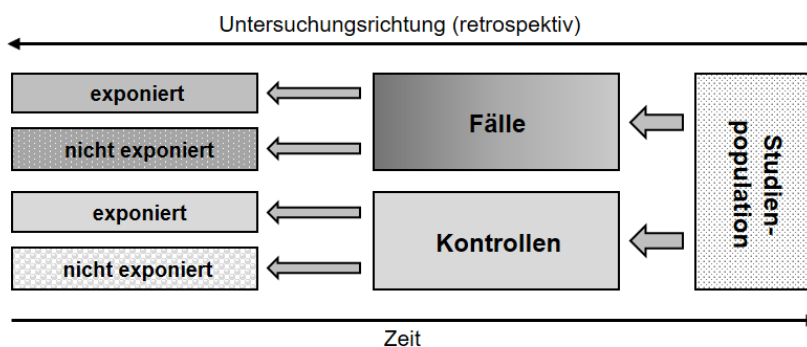 Untersuchungsrichtung (retrospektiv)
exponiert
nicht exponiert
exponiert
nicht exponiert
Fälle
Kontrollen
Studien-
population
Zeit